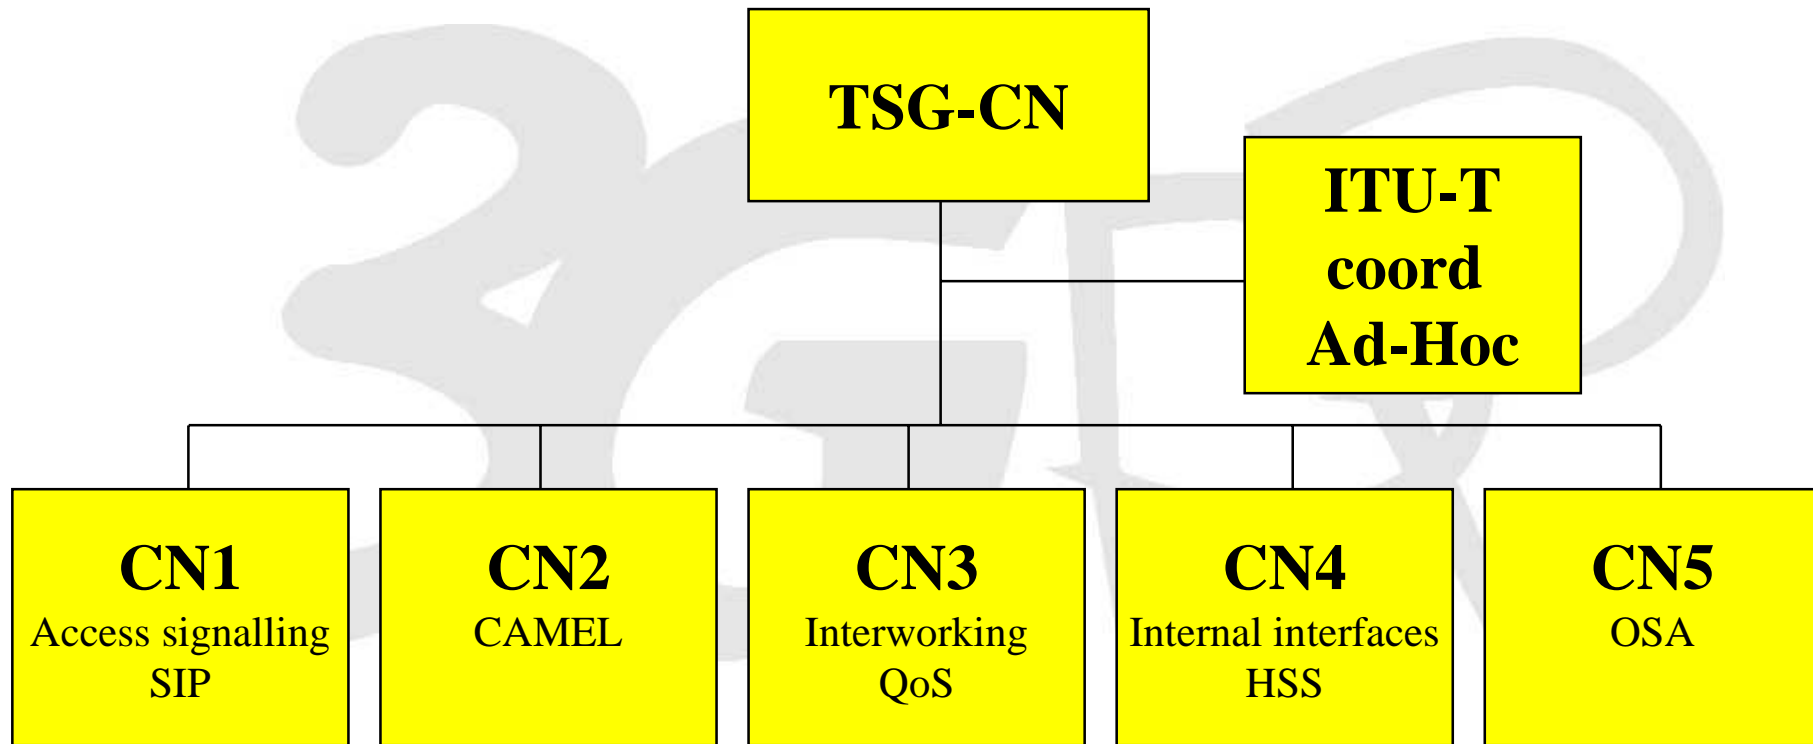 TSG-CN
ITU-T
coord
Ad-Hoc
CN1
Access signalling
SIP
CN2
CAMEL
CN3
Interworking
QoS
CN4
Internal interfaces
HSS
CN5
OSA
3GPP